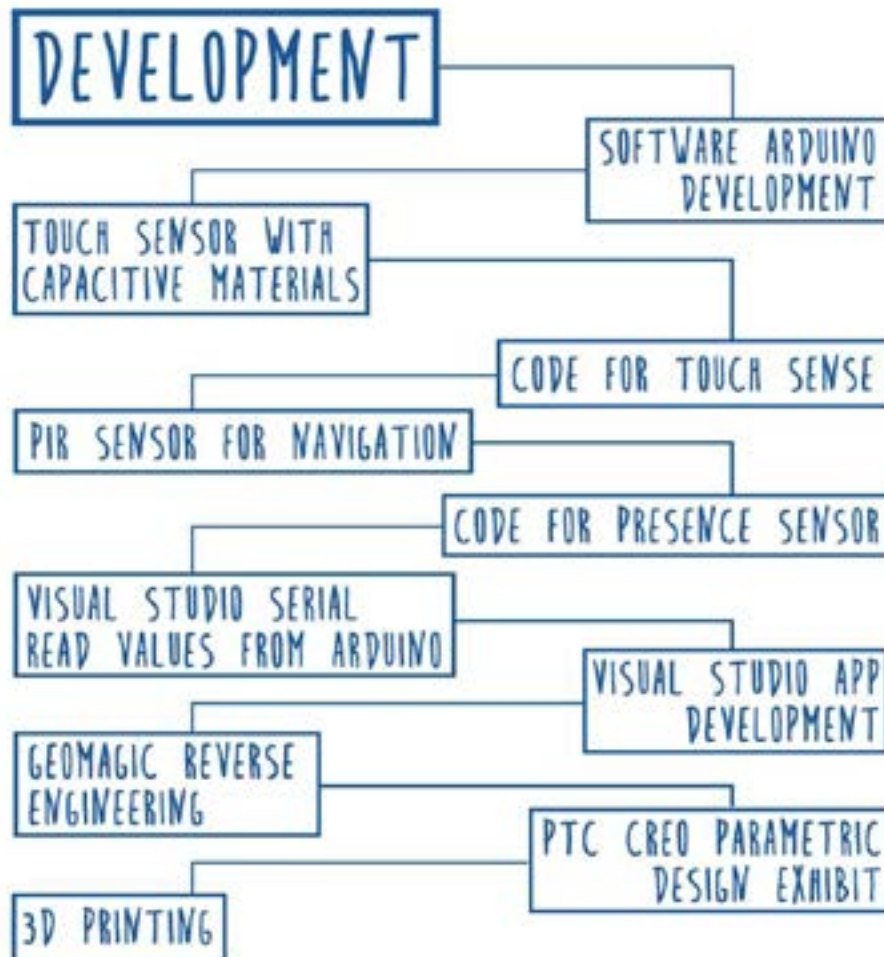 DEVELOPMENT
SOFTWARE ARDUINO
DEVELOPMENT
TOUCH SENSOR WITH
CAPACITIVE MATERIALS
CODE FOR TOUCH SENSE
PIR SENSOR FOR NAVIGATION
CODE FOR PRESENCE SENSOR
VISUAL STUDIO SERIAL
READ VALUES FROM ARDUINO
VISUAL STUDIO APP
DEVELOPMENT
GEOMAGIC REVERSE
ENGINEERING
PTC CREO PARAMETRIC
DESIGN EXHIBIT
3D PRINTING